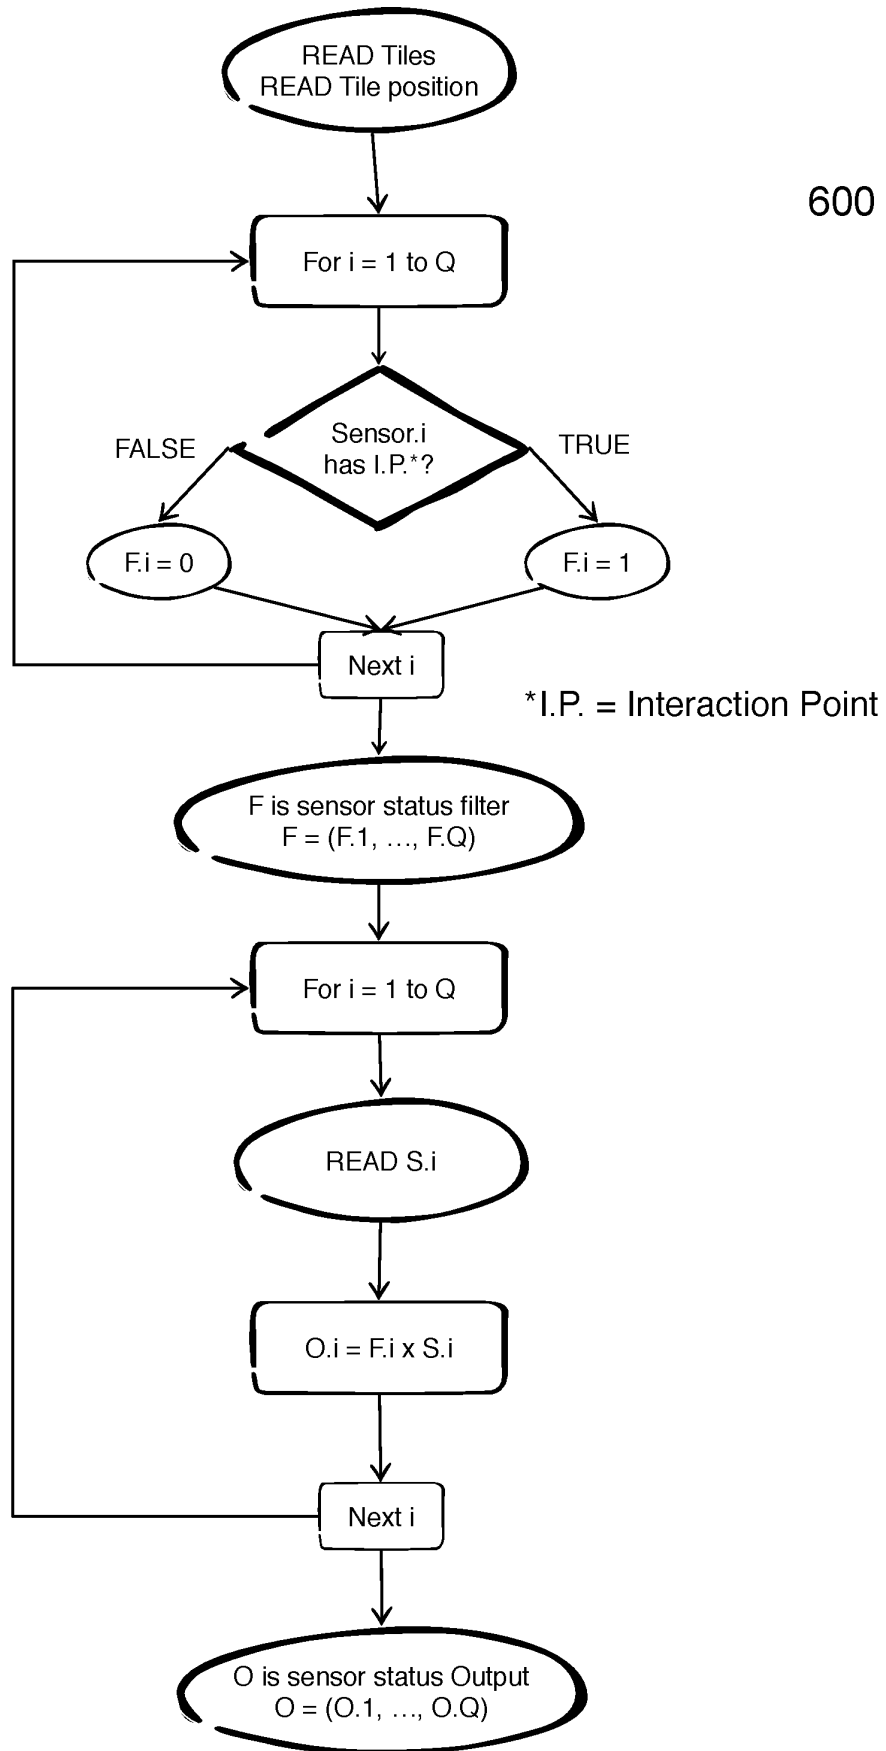 READ Tiles
READ Tile position
600
For i = 1 to Q
Sensor.i
has I.P.*?
FALSE
TRUE
F.i = 0
F.i = 1
Next i
*I.P. = Interaction Point
F is sensor status filter
F = (F.1, ..., F.Q)
For i = 1 to Q
READ S.i
O.i = F.i x S.i
Next i
O is sensor status Output
O = (O.1, ..., O.Q)